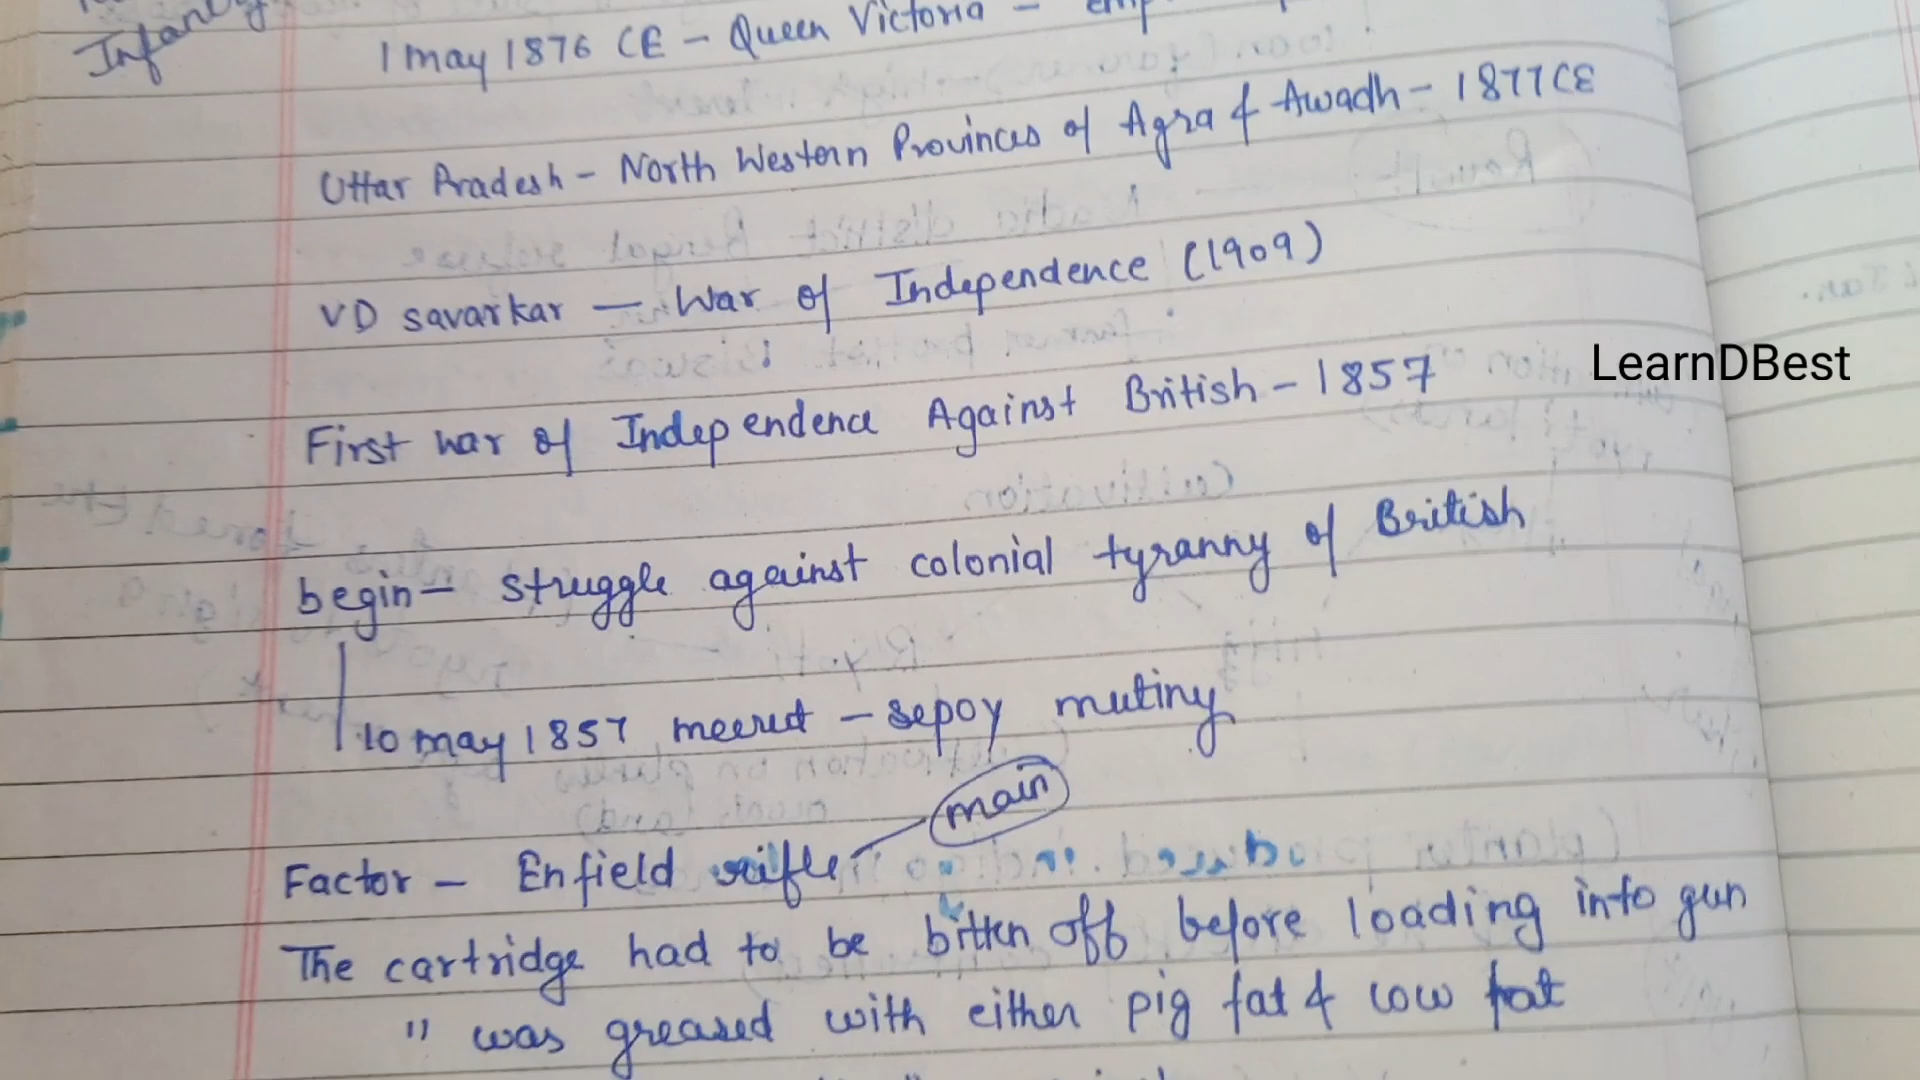 Infantry
1 may 1876 CE - Queen Victoria -
Uttar Pradesh - North Western Provinces of Agra & Awadh - 1877 CE
VD savarkar - War of Independence (1909)
First war of Independence Against British - 1857
LearnDBest
begin - struggle against colonial tyranny of British
10 may 1857 meerut - sepoy mutiny
main
Factor - Enfield rifle
The cartridge had to be bitten off before loading into gun
" was greased with either pig fat & cow fat